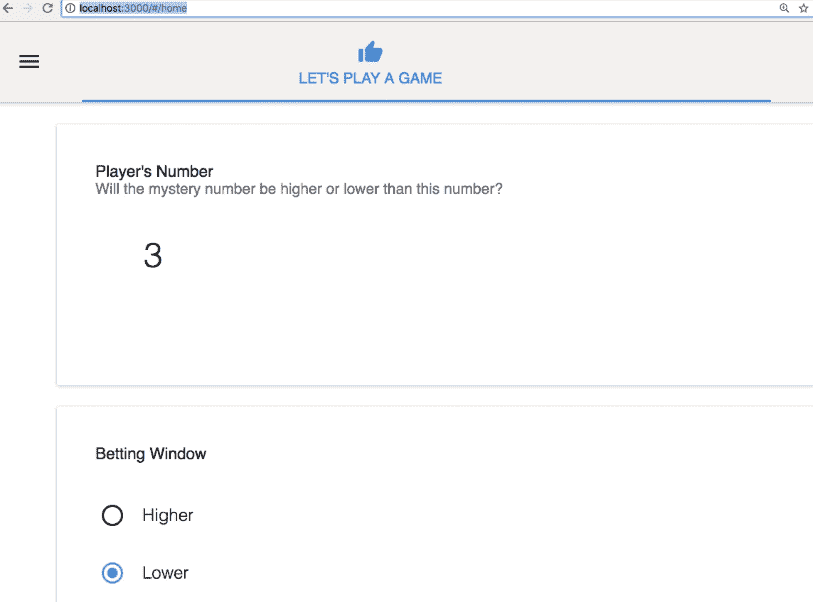 localhost:3000/#/home
LET'S PLAY A GAME
Player's Number
Will the mystery number be higher or lower than this number?
3
Betting Window
Higher
Lower